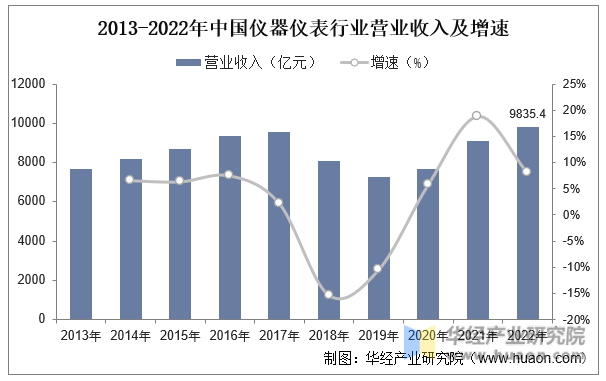 2013-2022年中国仪器仪表行业营业收入及增速
营业收入（亿元） 增速（%）
12000 25%
20%
10000 15%
8000 10%
5%
6000 0%
4000 -5%
-10%
2000 -15%
0 -20%
9835.4
2013年 2014年 2015年 2016年 2017年 2018年 2019年 2020年 2021年 2022年
华经产业研究院
www.huaon.com
制图：华经产业研究院（www.huaon.com）